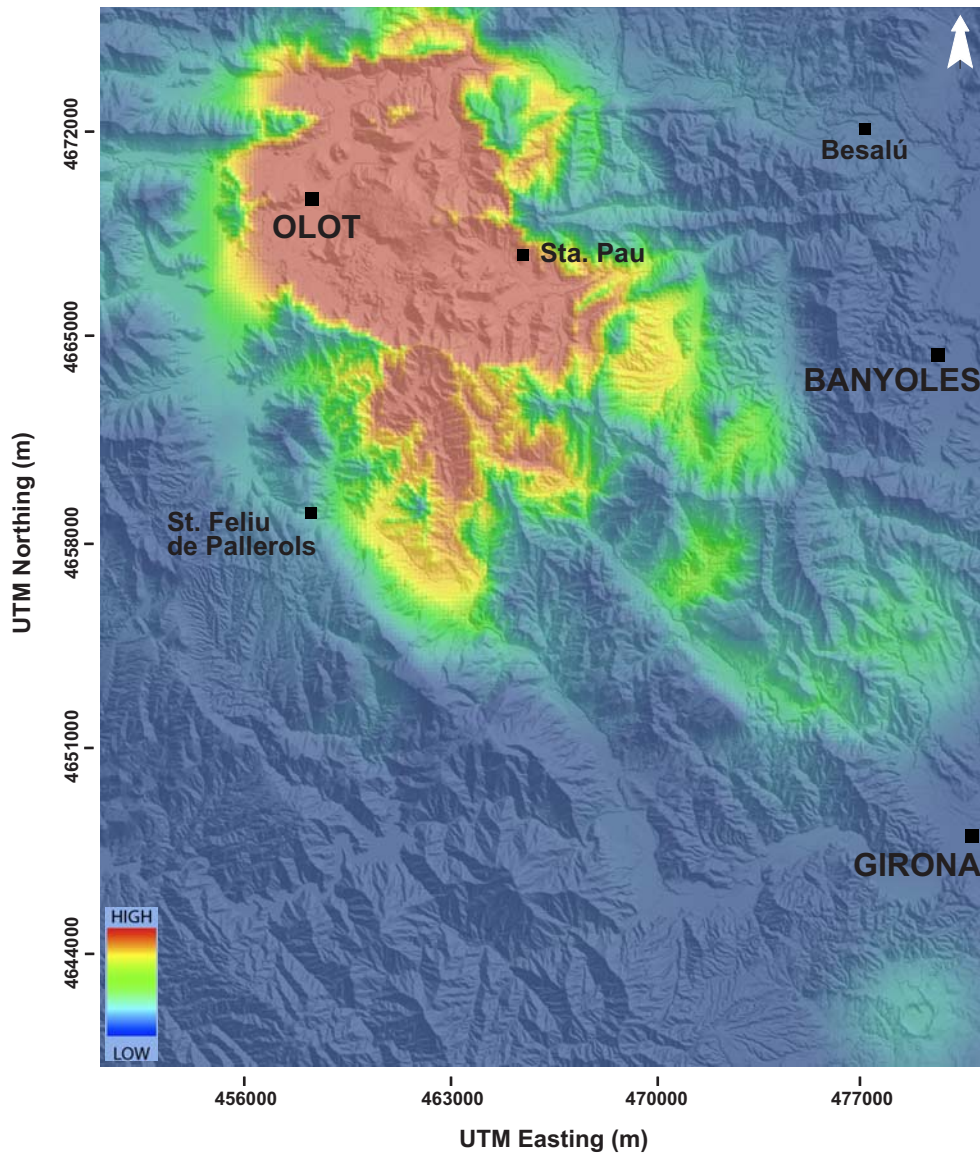 4672000
Besalú
OLOT
Sta. Pau
4665000
BANYOLES
UTM Northing (m)
St. Feliu
de Pallerols
4658000
4651000
GIRONA
HIGH
4644000
LOW
456000
463000
470000
477000
UTM Easting (m)